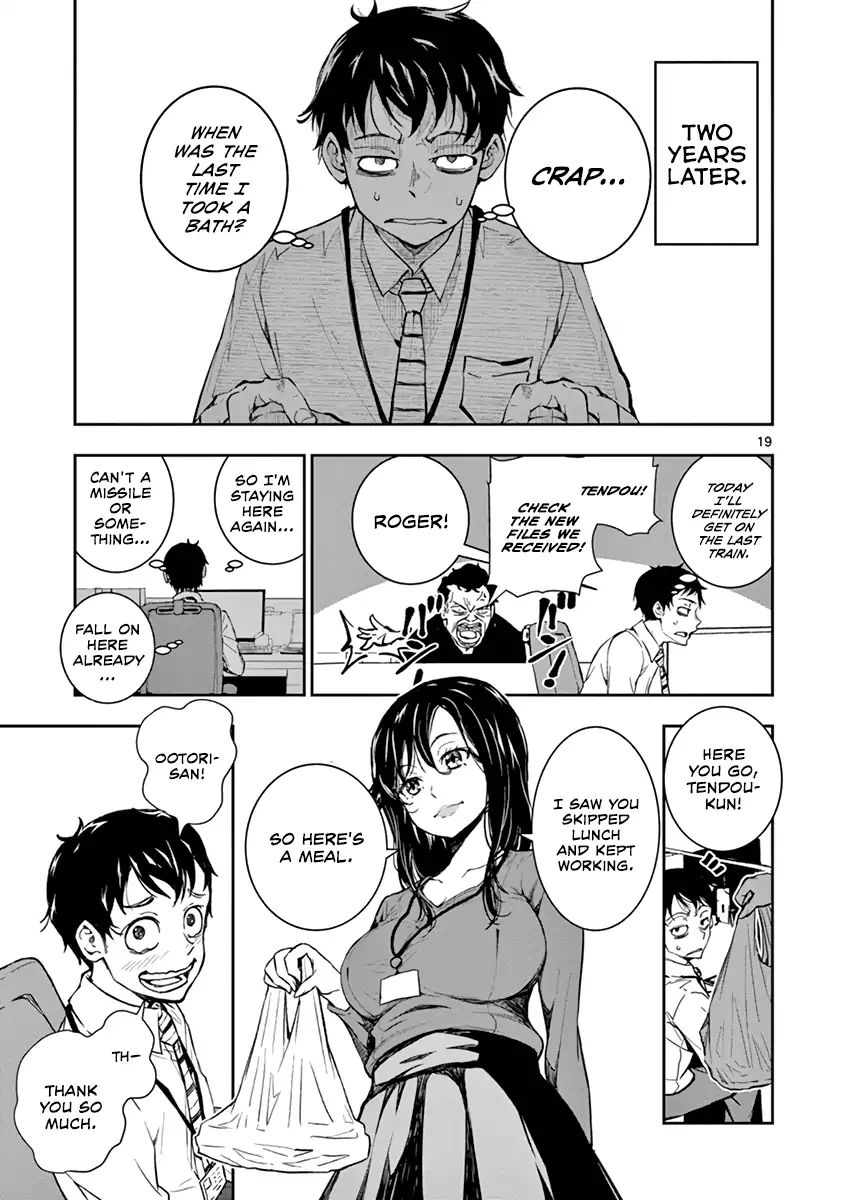 TWO
YEARS
LATER.
CRAP...
WHEN
WAS THE
LAST
TIME I
TOOK A
BATH?
19
TODAY
I'LL
DEFINITELY
GET ON
THE LAST
TRAIN.
TENDOU!
CHECK
THE NEW
FILES WE
RECEIVED!
ROGER!
SO I'M
STAYING
HERE
AGAIN...
CAN'T A
MISSILE
OR
SOME-
THING...
FALL ON
HERE
ALREADY...
HERE
YOU GO,
TENDOU-
KUN!
I SAW YOU
SKIPPED
LUNCH
AND KEPT
WORKING.
SO HERE'S
A MEAL.
OOTORI-
SAN!
TH-
THANK
YOU SO
MUCH.